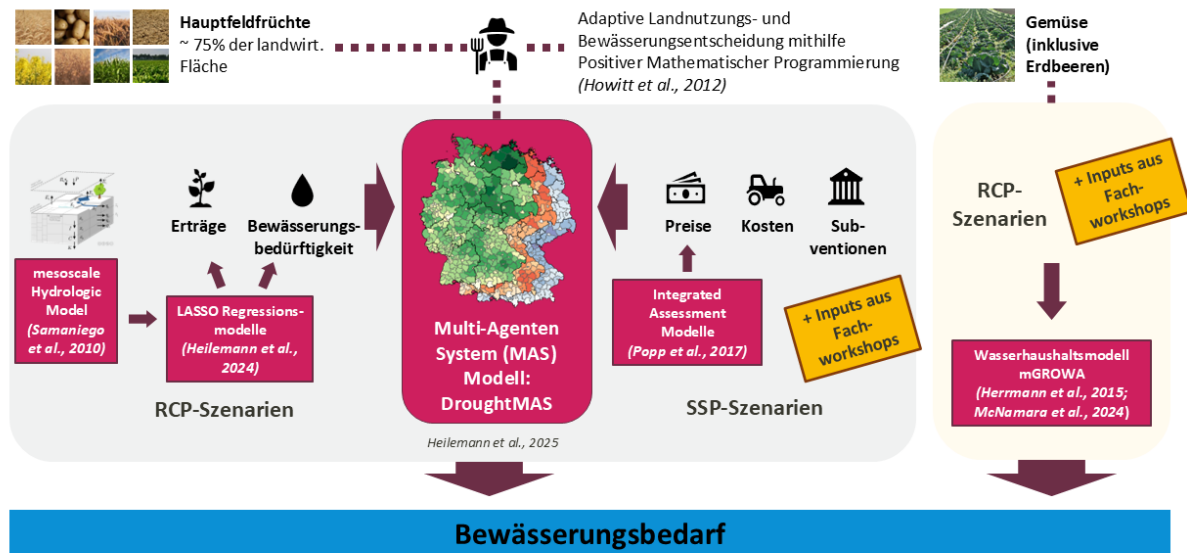 Hauptfeldfrüchte
~ 75% der landwirt.
Fläche
Adaptive Landnutzungs- und
Bewässerungsentscheidung mithilfe
Positiver Mathematischer Programmierung
(Howitt et al., 2012)
Gemüse
(inklusive
Erdbeeren)
Erträge
Bewässerungs-
bedürftigkeit
mesoscale
Hydrologic
Model
(Samaniego
et al., 2010)
LASSO Regressions-
modelle
(Heilemann et al.,
2024)
RCP-Szenarien
Multi-Agenten
System (MAS)
Modell:
DroughtMAS
Heilemann et al., 2025
Preise
Kosten
Sub-
ventionen
Integrated
Assessment
Modelle
(Popp et al., 2017)
+ Inputs aus
Fach-
workshops
SSP-Szenarien
RCP-
Szenarien
+ Inputs aus
Fach-
workshops
Wasserhaushaltsmodell
mGROWA
(Herrmann et al., 2015;
McNamara et al., 2024)
Bewässerungsbedarf